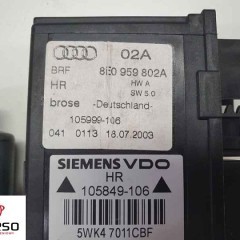 02A
BRF 8E0 959 802A
HR HW A
SW 5.0
brose -Deutschland-
105999-106
041 0113 18.07.2003
SIEMENS VDO
HR
105849-106
5WK4 7011CBF